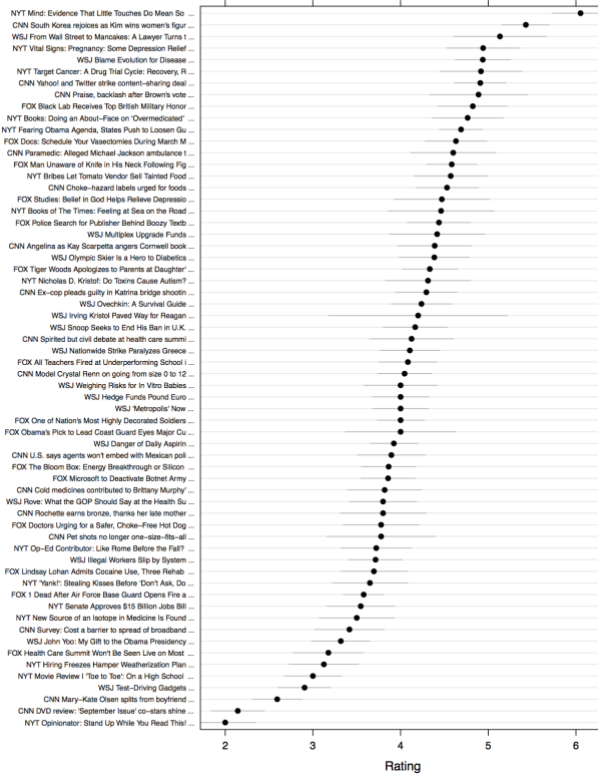 NYT Mind: Evidence That Little Touches Do Mean So ...
CNN South Korea rejoices as Kim wins women's figur ...
WSJ From Wall Street to Mancakes: A Lawyer Turns t ...
NYT Vital Signs: Pregnancy: Some Depression Relief ...
WSJ Blame Evolution for Disease ...
NYT Target Cancer: A Drug Trial Cycle: Recovery, R ...
CNN Yahoo! and Twitter strike content-sharing deal ...
CNN Praise, backlash after Brown's vote ...
FOX Black Lab Receives Top British Military Honor ...
NYT Books: Doing an About-Face on 'Overmedicated' ...
NYT Fearing Obama Agenda, States Push to Loosen Gu ...
FOX Docs: Schedule Your Vasectomies During March M ...
CNN Paramedic: Alleged Michael Jackson ambulance t ...
FOX Man Unaware of Knife in His Neck Following Fig ...
NYT Bribes Let Tomato Vendor Sell Tainted Food ...
CNN Choke-hazard labels urged for foods ...
FOX Studies: Belief in God Helps Relieve Depressio ...
NYT Books of The Times: Feeling at Sea on the Road ...
FOX Police Search for Publisher Behind Boozy Textb ...
WSJ Multiplex Upgrade Funds ...
CNN Angelina as Kay Scarpetta angers Cornwell book ...
WSJ Olympic Skier Is a Hero to Diabetics ...
FOX Tiger Woods Apologizes to Parents at Daughter' ...
NYT Nicholas D. Kristof: Do Toxins Cause Autism? ...
CNN Ex-cop pleads guilty in Katrina bridge shootin ...
WSJ Ovechkin: A Survival Guide ...
WSJ Irving Kristol Paved Way for Reagan ...
WSJ Snoop Seeks to End His Ban in U.K. ...
CNN Spirited but civil debate at health care summi ...
WSJ Nationwide Strike Paralyzes Greece ...
FOX All Teachers Fired at Underperforming School i ...
CNN Model Crystal Renn on going from size 0 to 12 ...
WSJ Weighing Risks for In Vitro Babies ...
WSJ Hedge Funds Pound Euro ...
WSJ 'Metropolis' Now ...
FOX One of Nation's Most Highly Decorated Soldiers ...
FOX Obama's Pick to Lead Coast Guard Eyes Major Cu ...
WSJ Danger of Daily Aspirin ...
CNN U.S. says agents won't embed with Mexican poli ...
FOX The Bloom Box: Energy Breakthrough or Silicon ...
FOX Microsoft to Deactivate Botnet Army ...
CNN Cold medicines contributed to Brittany Murphy' ...
WSJ Rove: What the GOP Should Say at the Health Su ...
CNN Rochette earns bronze, thanks her late mother ...
FOX Doctors Urging for a Safer, Choke-Free Hot Dog ...
CNN Pet shots no longer one-size-fits-all ...
NYT Op-Ed Contributor: Like Rome Before the Fall? ...
WSJ Illegal Workers Slip by System ...
FOX Lindsay Lohan Admits Cocaine Use, Three Rehab ...
NYT 'Yank!': Stealing Kisses Before 'Don't Ask, Do ...
FOX 1 Dead After Air Force Base Guard Opens Fire a ...
NYT Senate Approves $15 Billion Jobs Bill ...
NYT New Source of an Isotope in Medicine Is Found ...
CNN Survey: Cost a barrier to spread of broadband ...
WSJ John Yoo: My Gift to the Obama Presidency ...
FOX Health Care Summit Won't Be Seen Live on Most ...
NYT Hiring Freezes Hamper Weatherization Plan ...
NYT Movie Review I 'Toe to Toe': On a High School ...
WSJ Test-Driving Gadgets ...
CNN Mary-Kate Olsen splits from boyfriend ...
CNN DVD review: 'September Issue' co-stars shine ...
NYT Opinionator: Stand Up While You Read This! ...
2 3 4 5 6
Rating